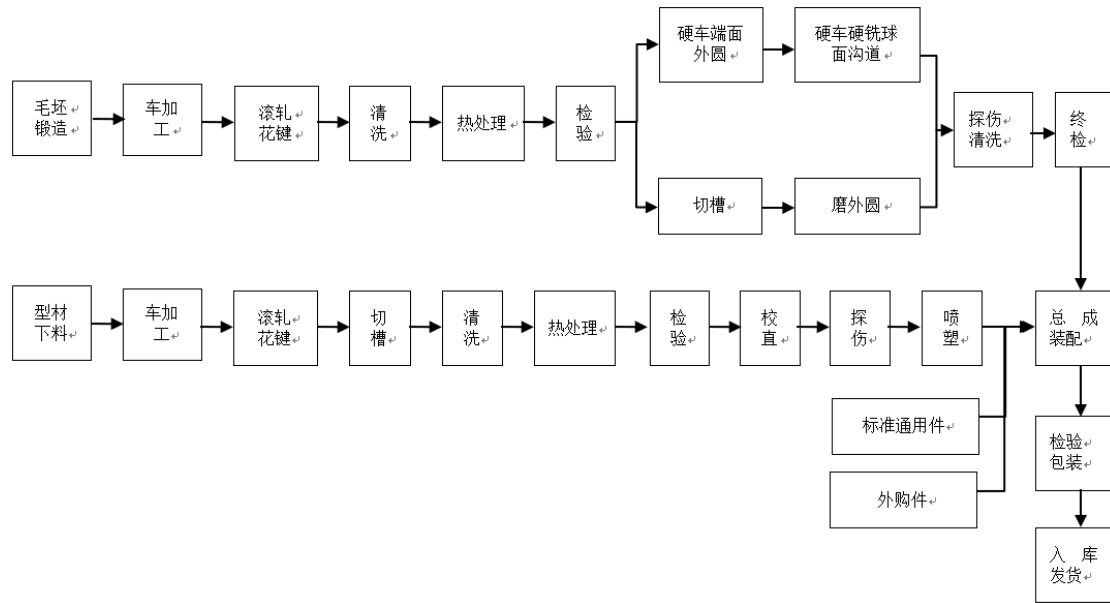 毛坯
锻造
车加
工
滚轧
花键
清
洗
热处理
检
验
硬车端面
外圆
硬车硬铣球
面沟道
切槽
磨外圆
探伤
清洗
终
检
型材
下料
车加
工
滚轧
花键
切
槽
清
洗
热处理
检
验
校
直
探
伤
喷
塑
标准通用件
外购件
总 成
装配
检验
包装
入 库
发货